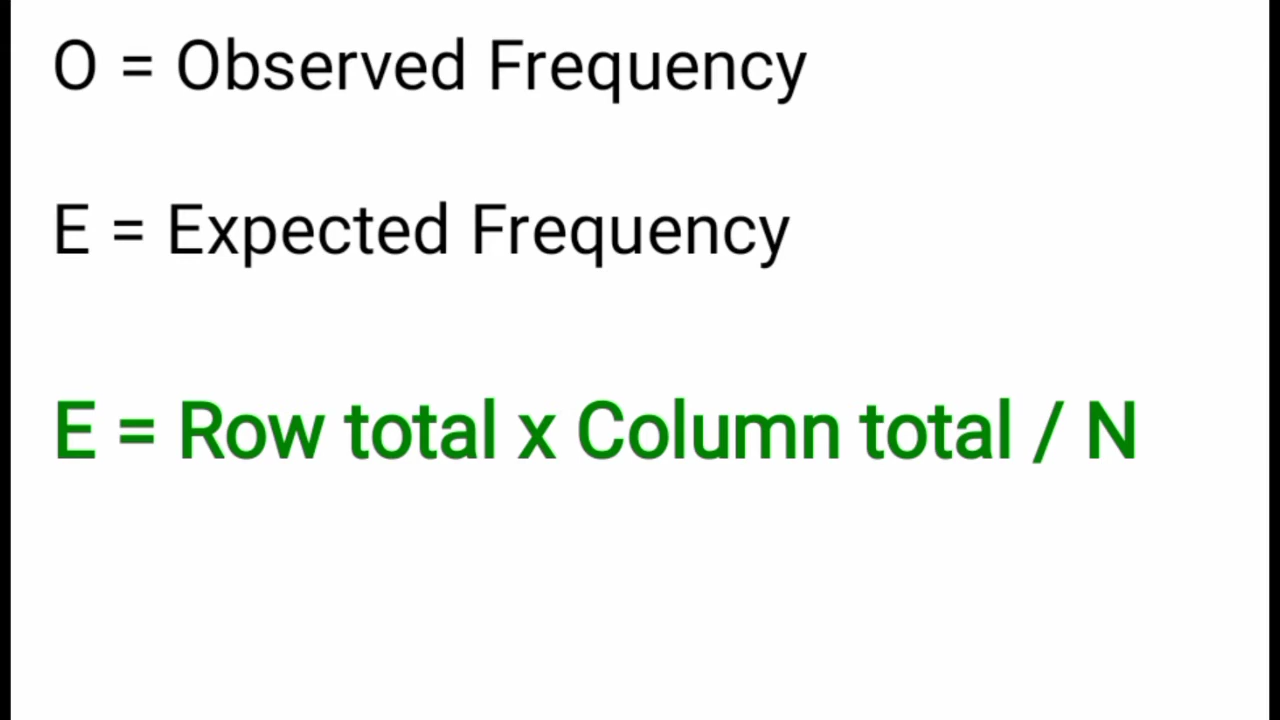 O = Observed Frequency
E = Expected Frequency
E = Row total x Column total / N